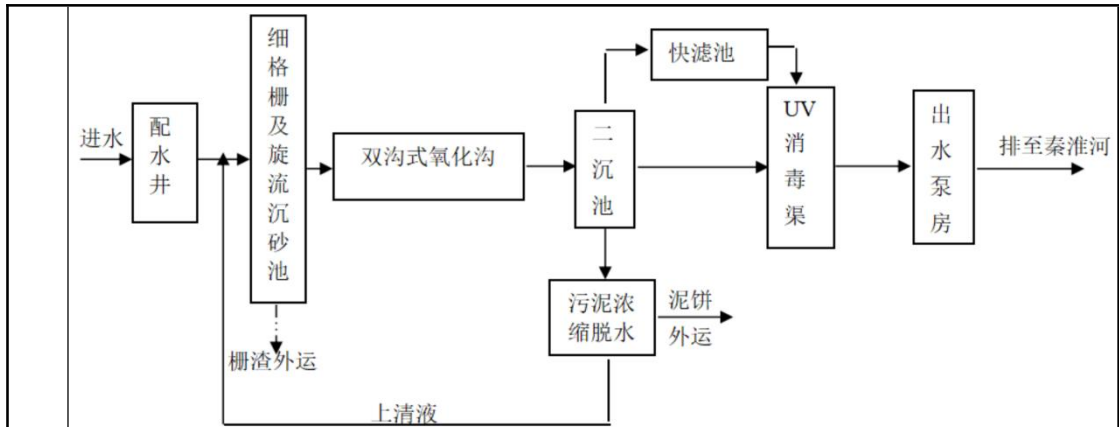 进水
配水井
细格栅及旋流沉砂池
栅渣外运
双沟式氧化沟
二沉池
快滤池
UV
消毒渠
出水泵房
排至秦淮河
污泥浓
缩脱水
泥饼
外运
上清液